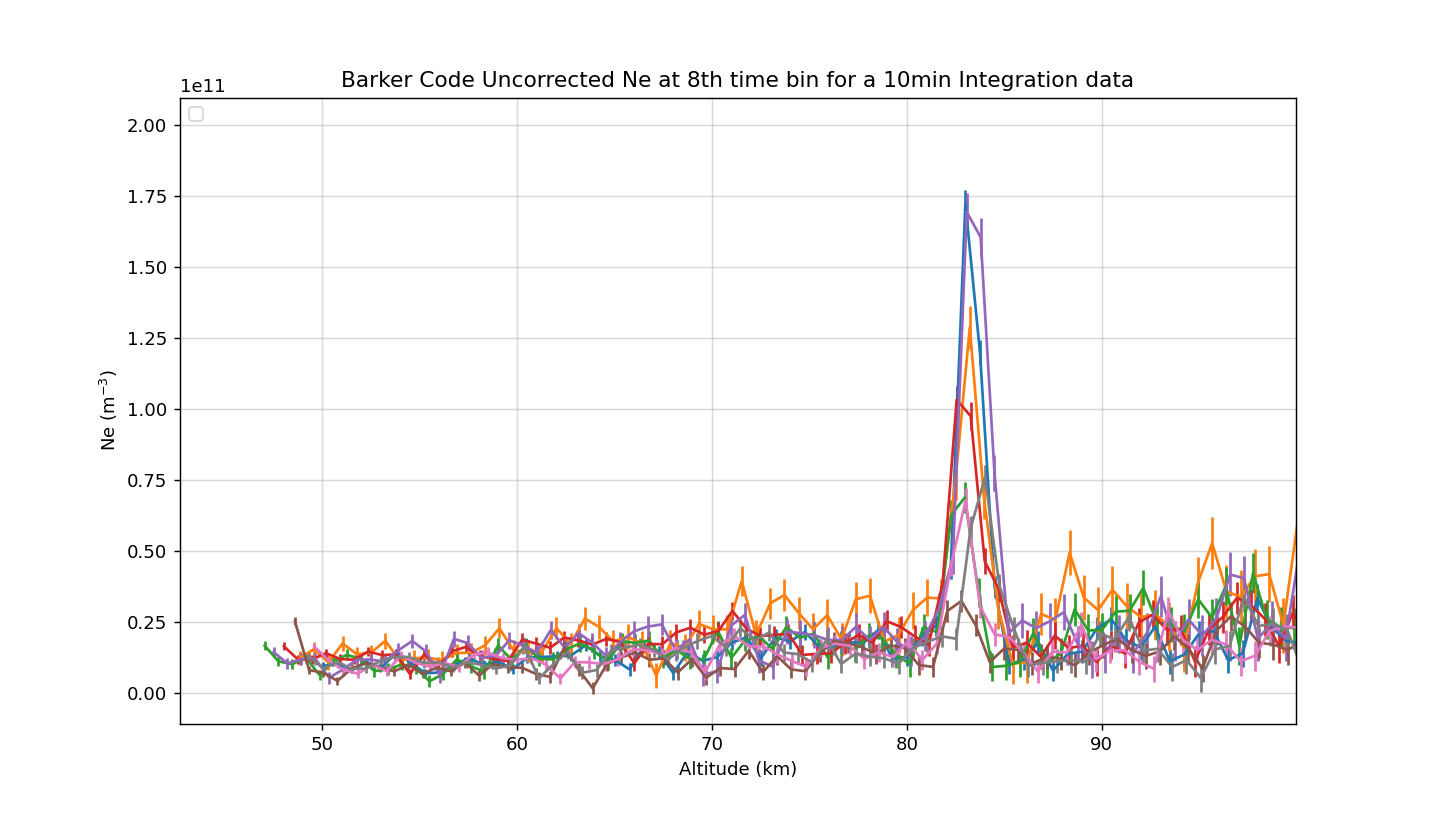 Barker Code Uncorrected Ne at 8th time bin for a 10min Integration data
1e11
2.00
1.75
1.50
1.25
1.00
0.75
0.50
0.25
0.00
Ne (m⁻³)
50 60 70 80 90
Altitude (km)